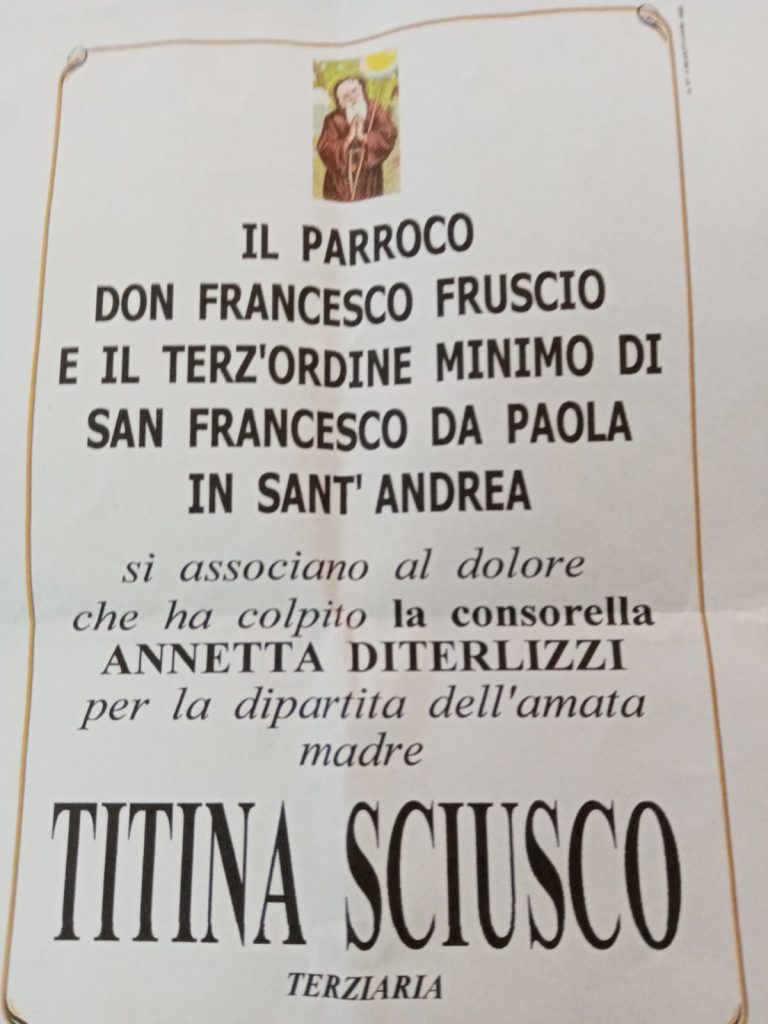 IL PARROCO
DON FRANCESCO FRUSCIO
E IL TERZ'ORDINE MINIMO DI
SAN FRANCESCO DA PAOLA
IN SANT' ANDREA
si associano al dolore
che ha colpito la consorella
ANNETTA DITERLIZZI
per la dipartita dell'amata
madre
TITINA SCIUSCO
TERZIARIA